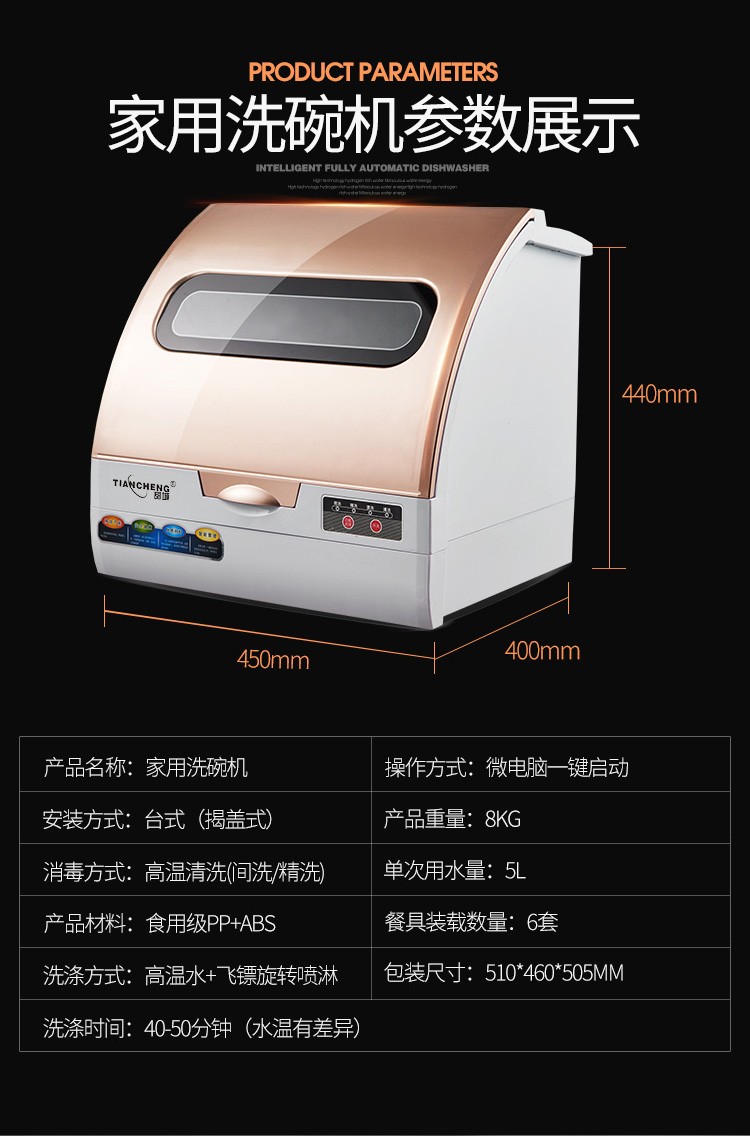 PRODUCT PARAMETERS
家用洗碗机参数展示
INTELLIGENT FULLY AUTOMATIC DISHWASHER
440mm
TIANCHENG
450mm
400mm
产品名称：家用洗碗机
操作方式：微电脑一键启动
安装方式：台式（揭盖式）
产品重量：8KG
消毒方式：高温清洗(间洗/精洗)
单次用水量：5L
产品材料：食用级PP+ABS
餐具装载数量：6套
洗涤方式：高温水+飞镖旋转喷淋
包装尺寸：510*460*505MM
洗涤时间：40-50分钟（水温有差异）